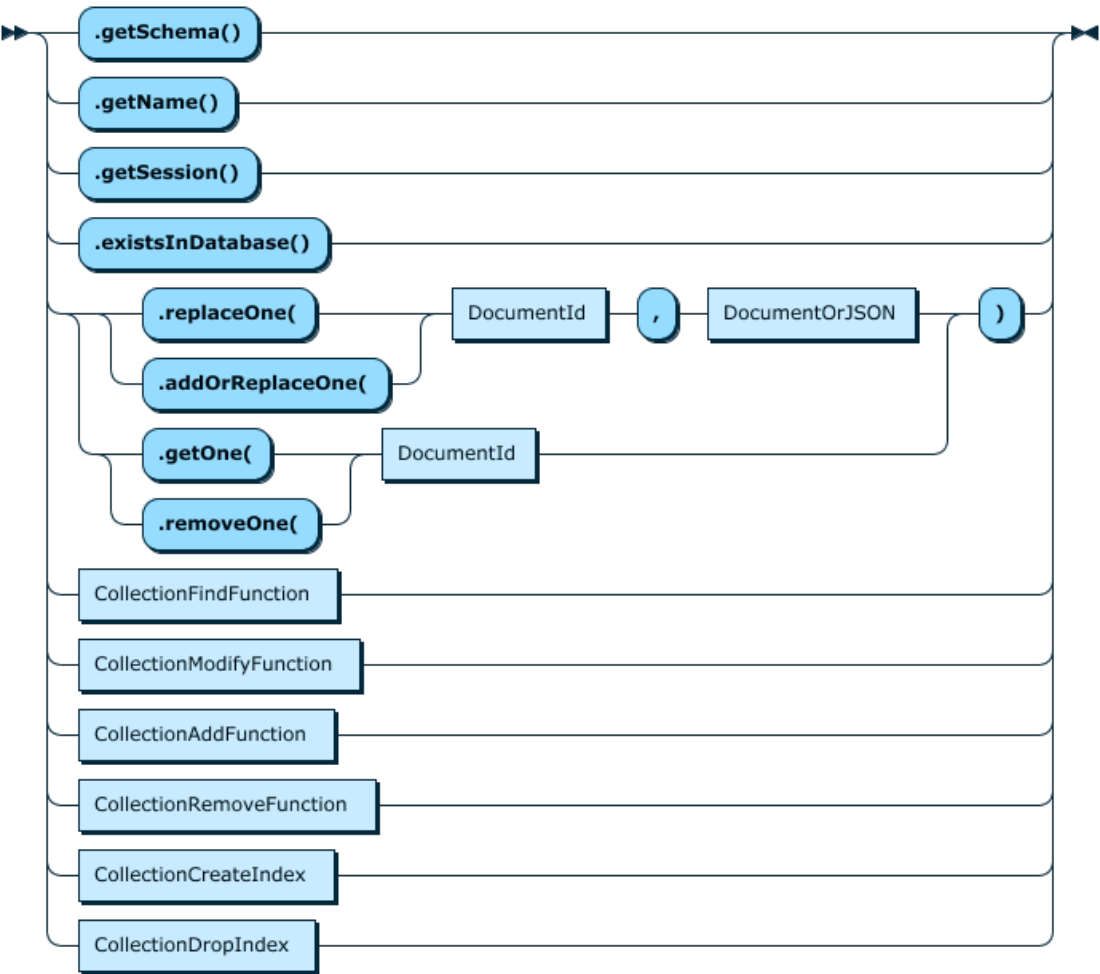 .getSchema()
.getName()
.getSession()
.existsInDatabase()
.replaceOne( DocumentId , DocumentOrJSON )
.addOrReplaceOne(
.getOne( DocumentId
.removeOne(
CollectionFindFunction
CollectionModifyFunction
CollectionAddFunction
CollectionRemoveFunction
CollectionCreateIndex
CollectionDropIndex